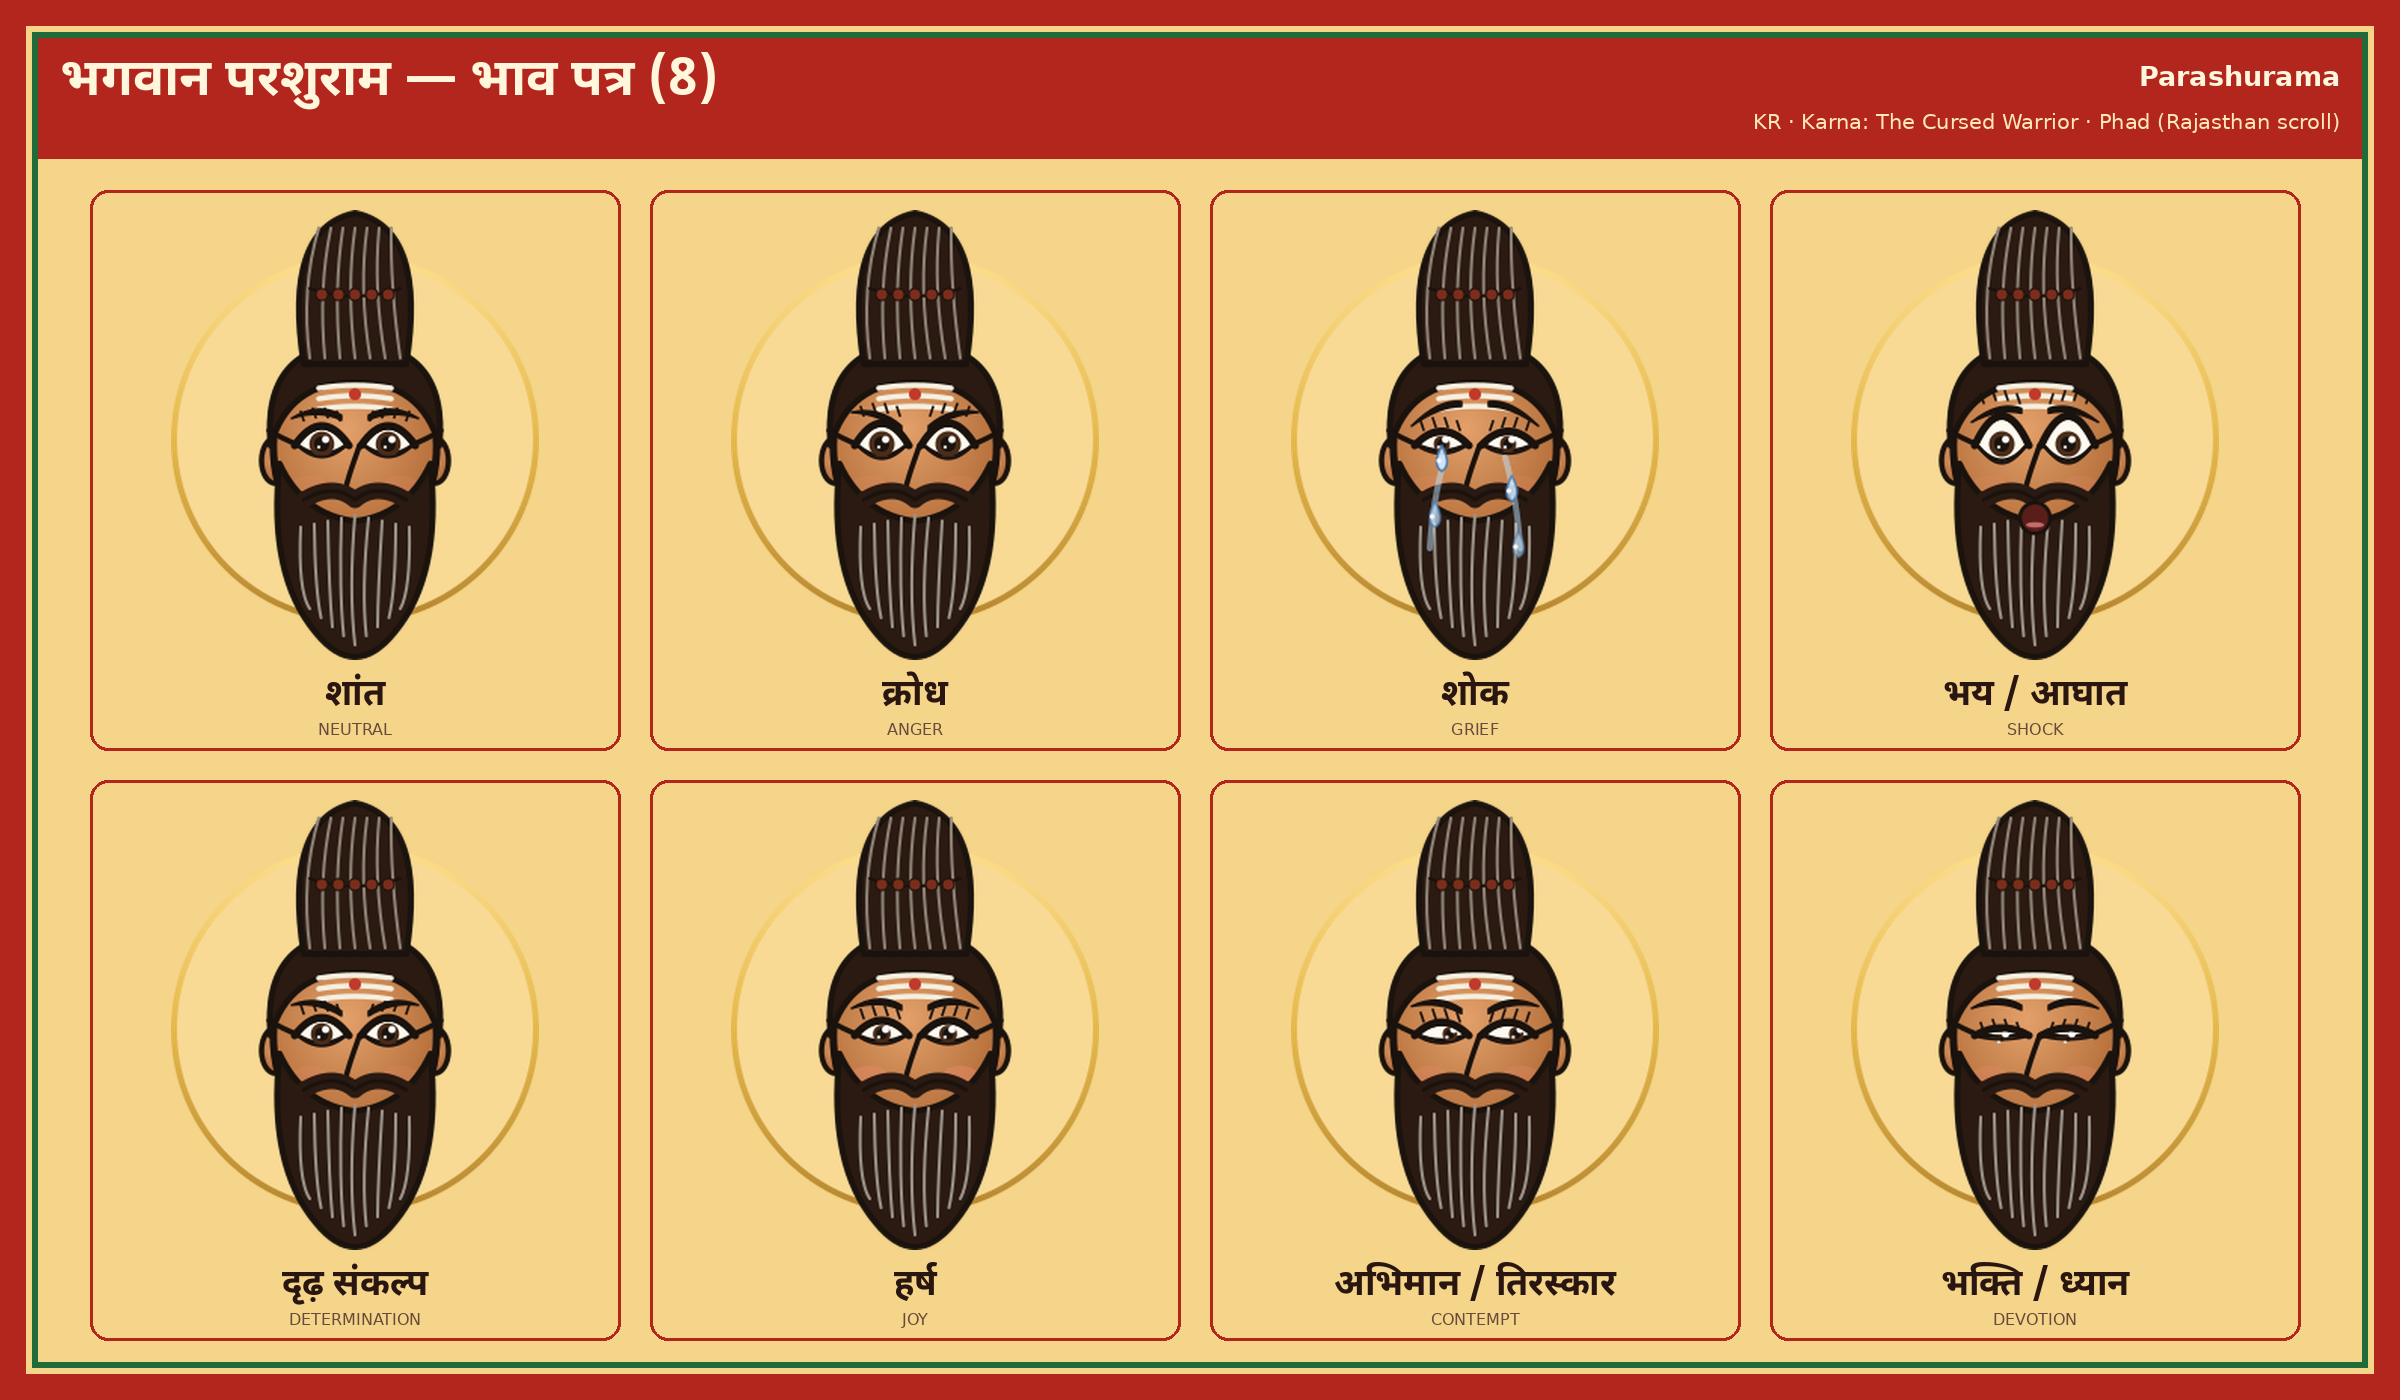 भगवान परशुराम — भाव पत्र (8)
Parashurama
KR · Karna: The Cursed Warrior · Phad (Rajasthan scroll)
शांत
NEUTRAL
क्रोध
ANGER
शोक
GRIEF
भय / आघात
SHOCK
दृढ़ संकल्प
DETERMINATION
हर्ष
JOY
अभिमान / तिरस्कार
CONTEMPT
भक्ति / ध्यान
DEVOTION